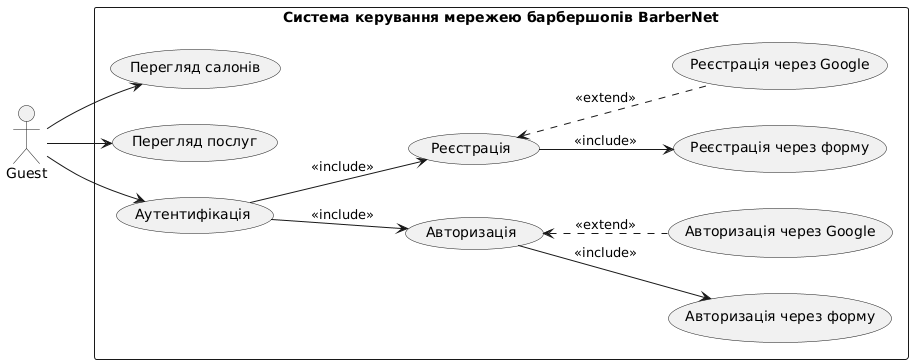 Система керування мережею барбершопів BarberNet
Перегляд салонів
Реєстрація через Google
«extend»
Guest
Перегляд послуг
Реєстрація
«include»
Реєстрація через форму
«include»
Аутентифікація
«include»
Авторизація
«extend»
Авторизація через Google
«include»
Авторизація через форму